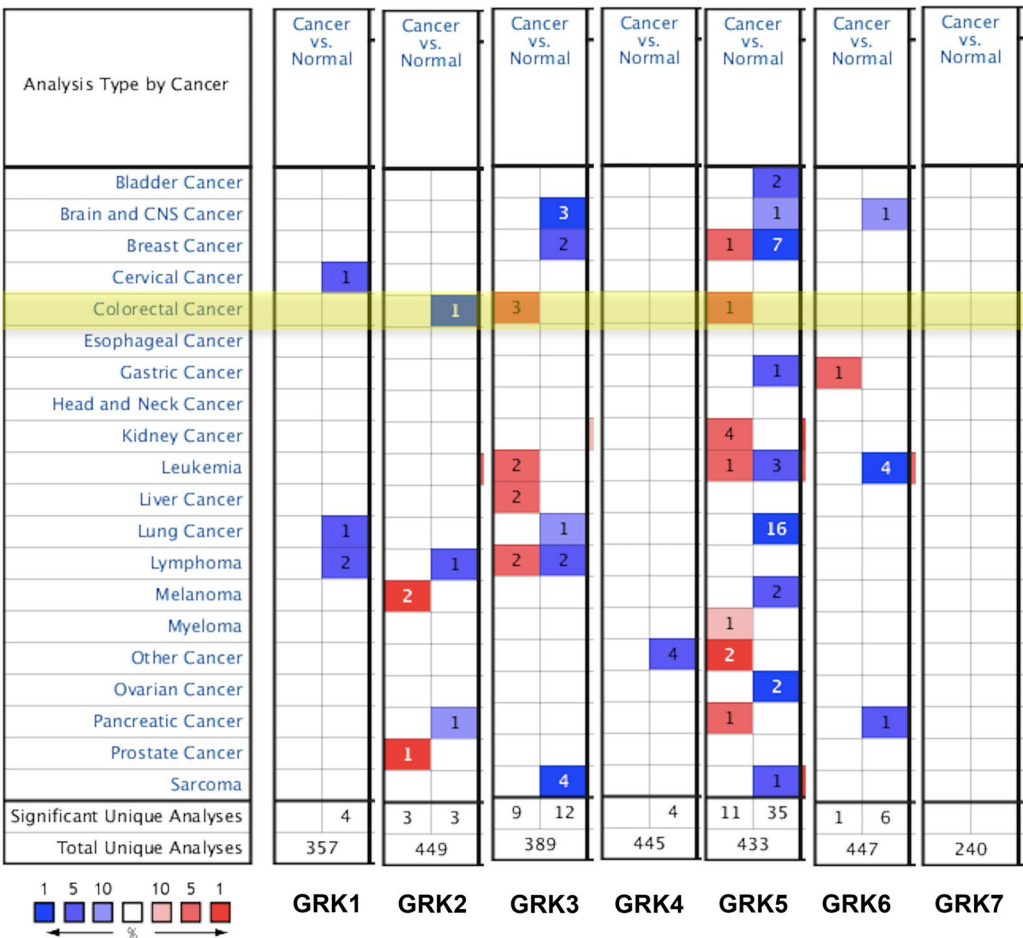 Analysis Type by Cancer
Cancer vs. Normal Cancer vs. Normal Cancer vs. Normal Cancer vs. Normal Cancer vs. Normal Cancer vs. Normal Cancer vs. Normal
Bladder Cancer 2
Brain and CNS Cancer 3 1 1
Breast Cancer 2 1 7
Cervical Cancer 1
Colorectal Cancer 1 3 1
Esophageal Cancer
Gastric Cancer 1 1
Head and Neck Cancer
Kidney Cancer 4
Leukemia 2 1 3 4
Liver Cancer 2
Lung Cancer 1 1 16
Lymphoma 2 1 2 2
Melanoma 2 2
Myeloma 1
Other Cancer 4 2
Ovarian Cancer 2
Pancreatic Cancer 1 1 1
Prostate Cancer 1
Sarcoma 4 1
Significant Unique Analyses 4 3 3 9 12 4 11 35 1 6
Total Unique Analyses 357 449 389 445 433 447 240
1 5 10 10 5 1
%
GRK1 GRK2 GRK3 GRK4 GRK5 GRK6 GRK7